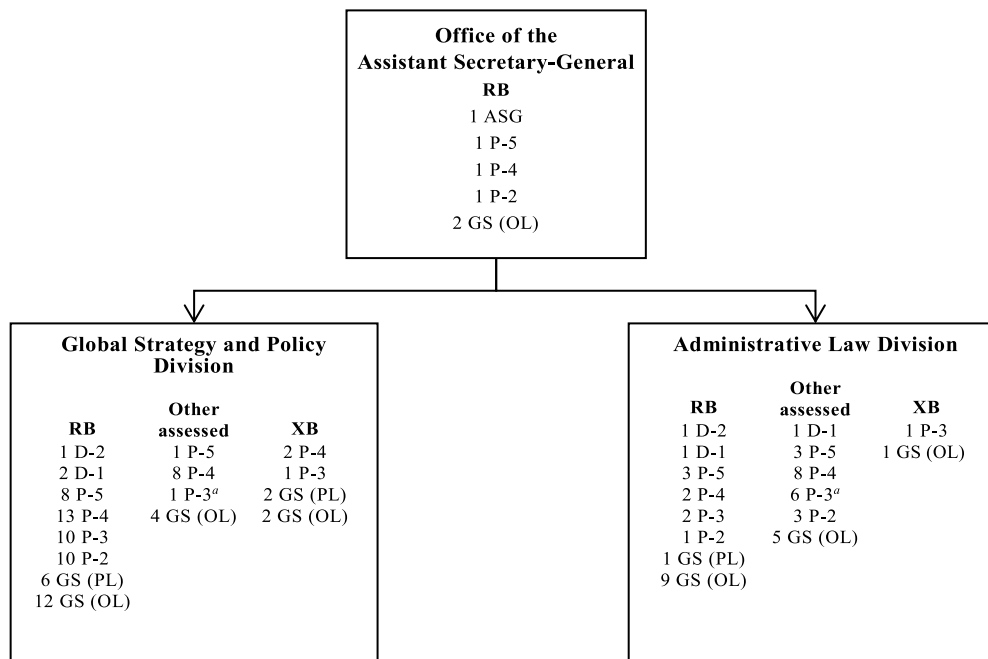 Office of the
Assistant Secretary-General
RB
1 ASG
1 P-5
1 P-4
1 P-2
2 GS (OL)
Global Strategy and Policy
Division
RB
1 D-2
2 D-1
8 P-5
13 P-4
10 P-3
10 P-2
6 GS (PL)
12 GS (OL)
Other
assessed
1 P-5
8 P-4
1 P-3a
4 GS (OL)
XB
2 P-4
1 P-3
2 GS (PL)
2 GS (OL)
Administrative Law Division
RB
1 D-2
1 D-1
3 P-5
2 P-4
2 P-3
1 P-2
1 GS (PL)
9 GS (OL)
Other
assessed
1 D-1
3 P-5
8 P-4
6 P-3a
3 P-2
5 GS (OL)
XB
1 P-3
1 GS (OL)